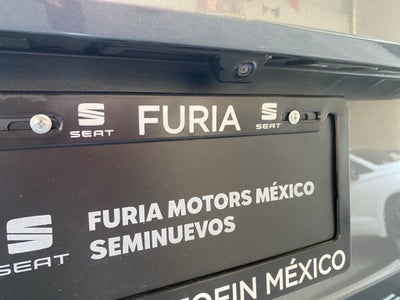 SEAT FURIA SEAT
FURIA MOTORS MÉXICO
SEMINUEVOS
SEAT
MÉXICO